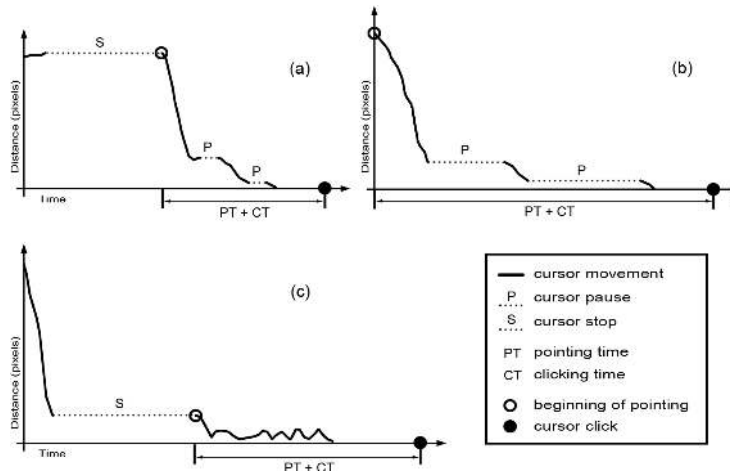 S
(a)
Distance (pixels)
P
P
Time
PT + CT
(b)
Distance (pixels)
P
P
PT + CT
(c)
Distance (pixels)
S
Time
PT + CT
cursor movement
P cursor pause
S cursor stop
PT pointing time
CT clicking time
beginning of pointing
cursor click